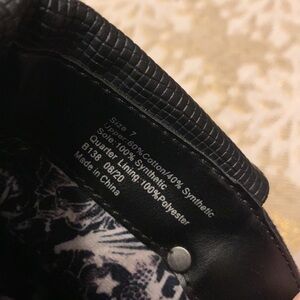 Size 7
Upper:60%Cotton/40% Synthetic
Sole:100% Synthetic
Quarter Lining:100%Polyester
B138 08/20
Made in China